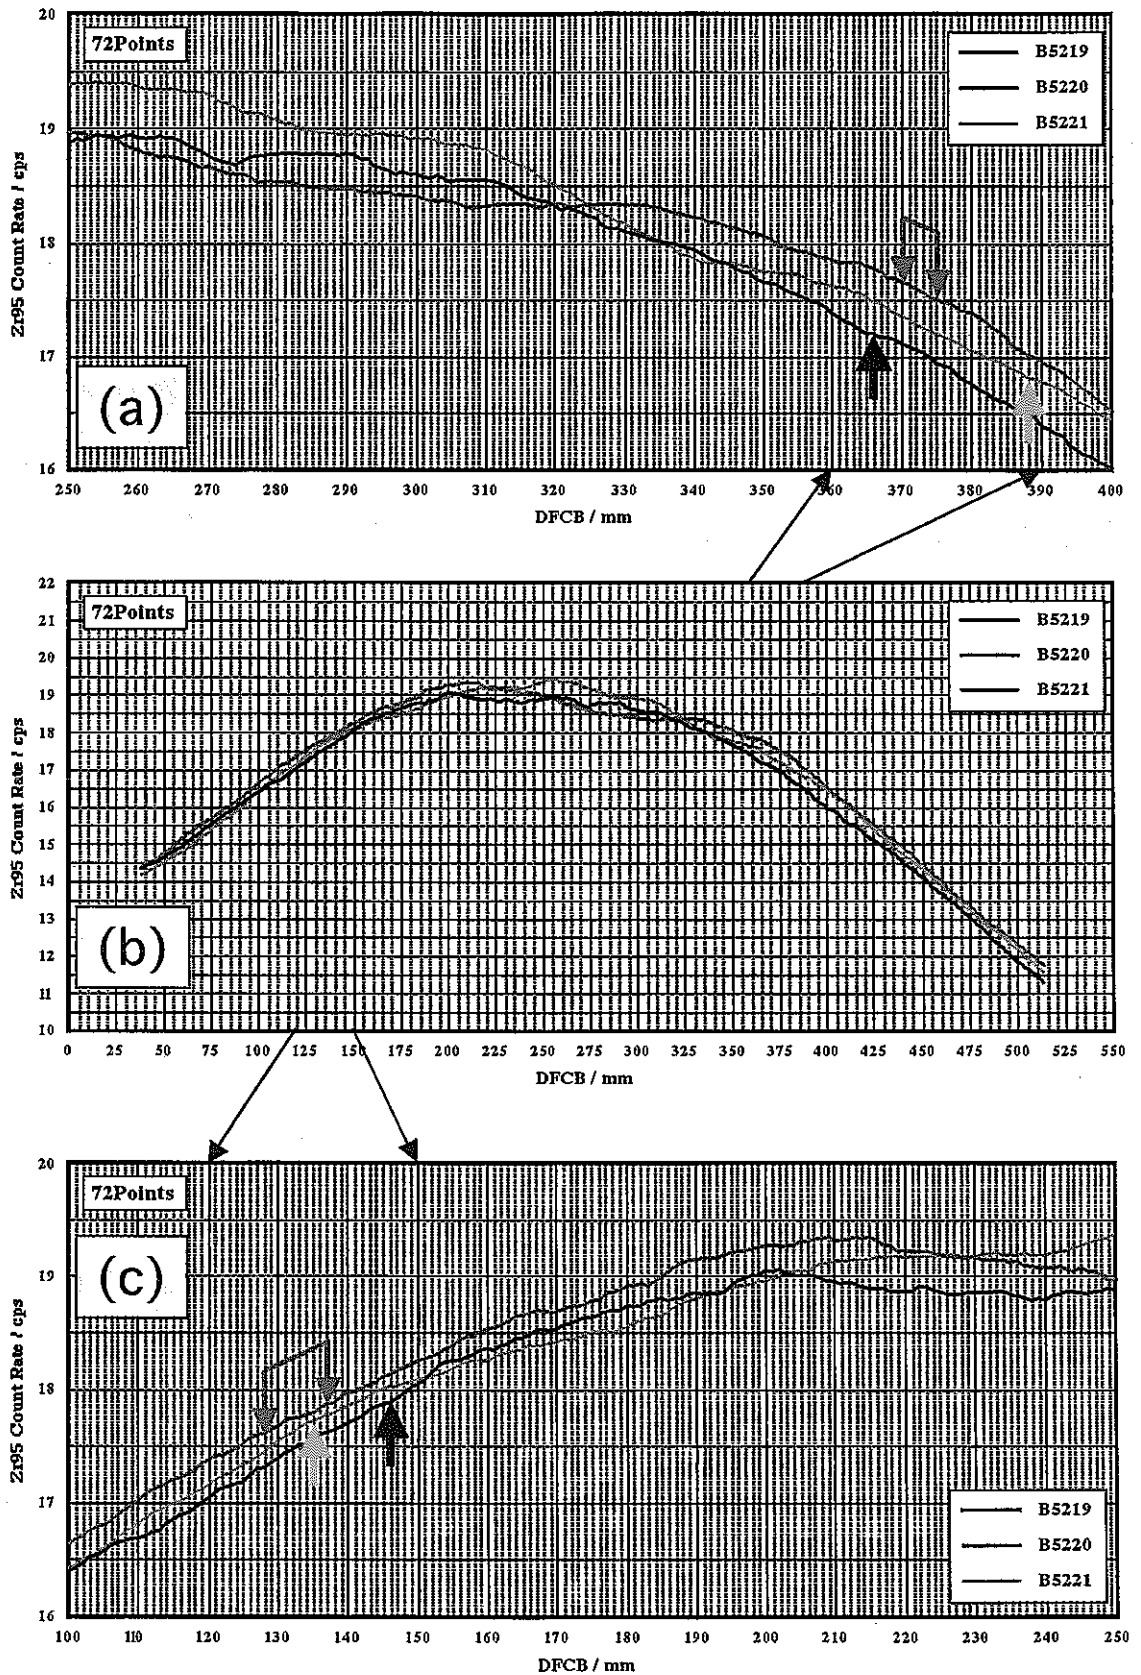 20
72Points
B5219
B5220
B5221
19
18
17
16
Zr95 Count Rate / cps
(a)
250 260 270 280 290 300 310 320 330 340 350 360 370 380 390 400
DFCB / mm
22
21
20
19
18
17
16
15
14
13
12
11
10
72Points
B5219
B5220
B5221
Zr95 Count Rate / cps
(b)
0 25 50 75 100 125 150 175 200 225 250 275 300 325 350 375 400 425 450 475 500 525 550
DFCB / mm
20
72Points
19
18
17
16
Zr95 Count Rate / cps
(c)
B5219
B5220
B5221
100 110 120 130 140 150 160 170 180 190 200 210 220 230 240 250
DFCB / mm